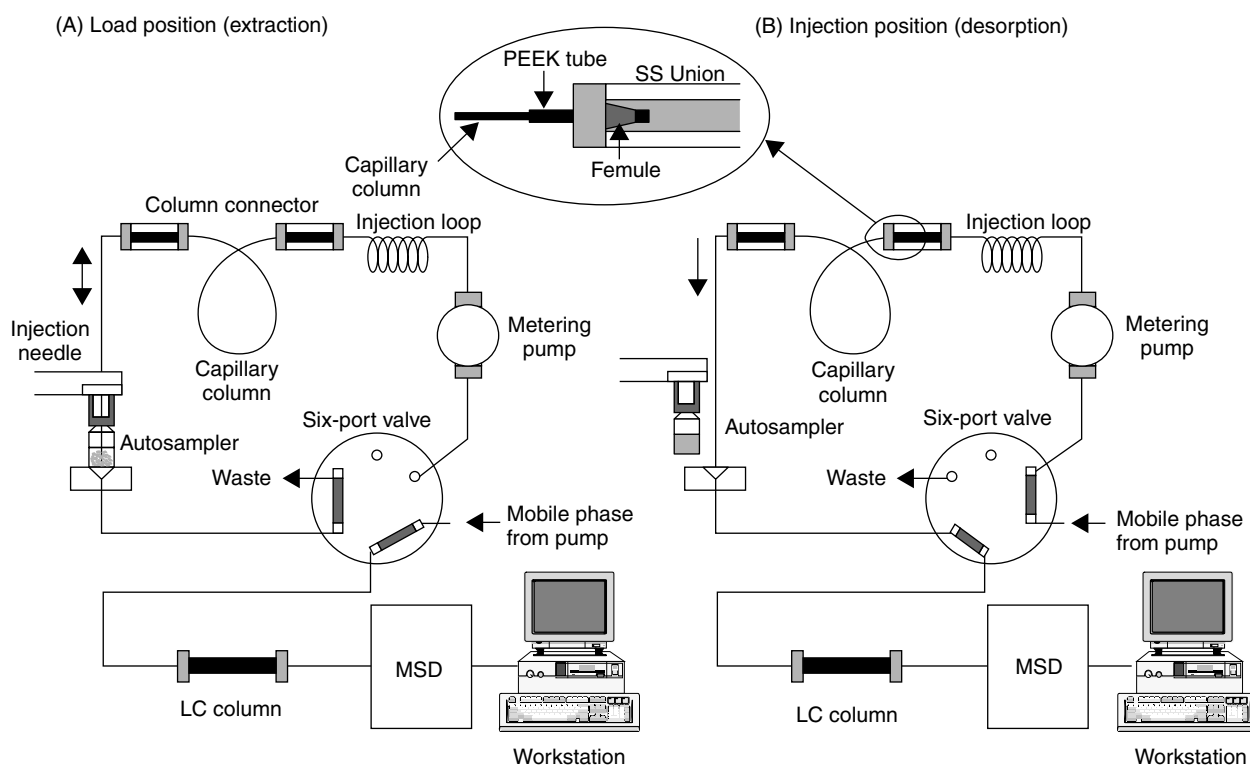 (A) Load position (extraction)
(B) Injection position (desorption)
PEEK tube
SS Union
Capillary
column
Femule
Column connector
Injection loop
Injection
needle
Capillary
column
Metering
pump
Autosampler
Six-port valve
Waste
Mobile phase
from pump
MSD
LC column
Workstation
Injection loop
Metering
pump
Capillary
column
Autosampler
Six-port valve
Waste
Mobile phase
from pump
MSD
LC column
Workstation